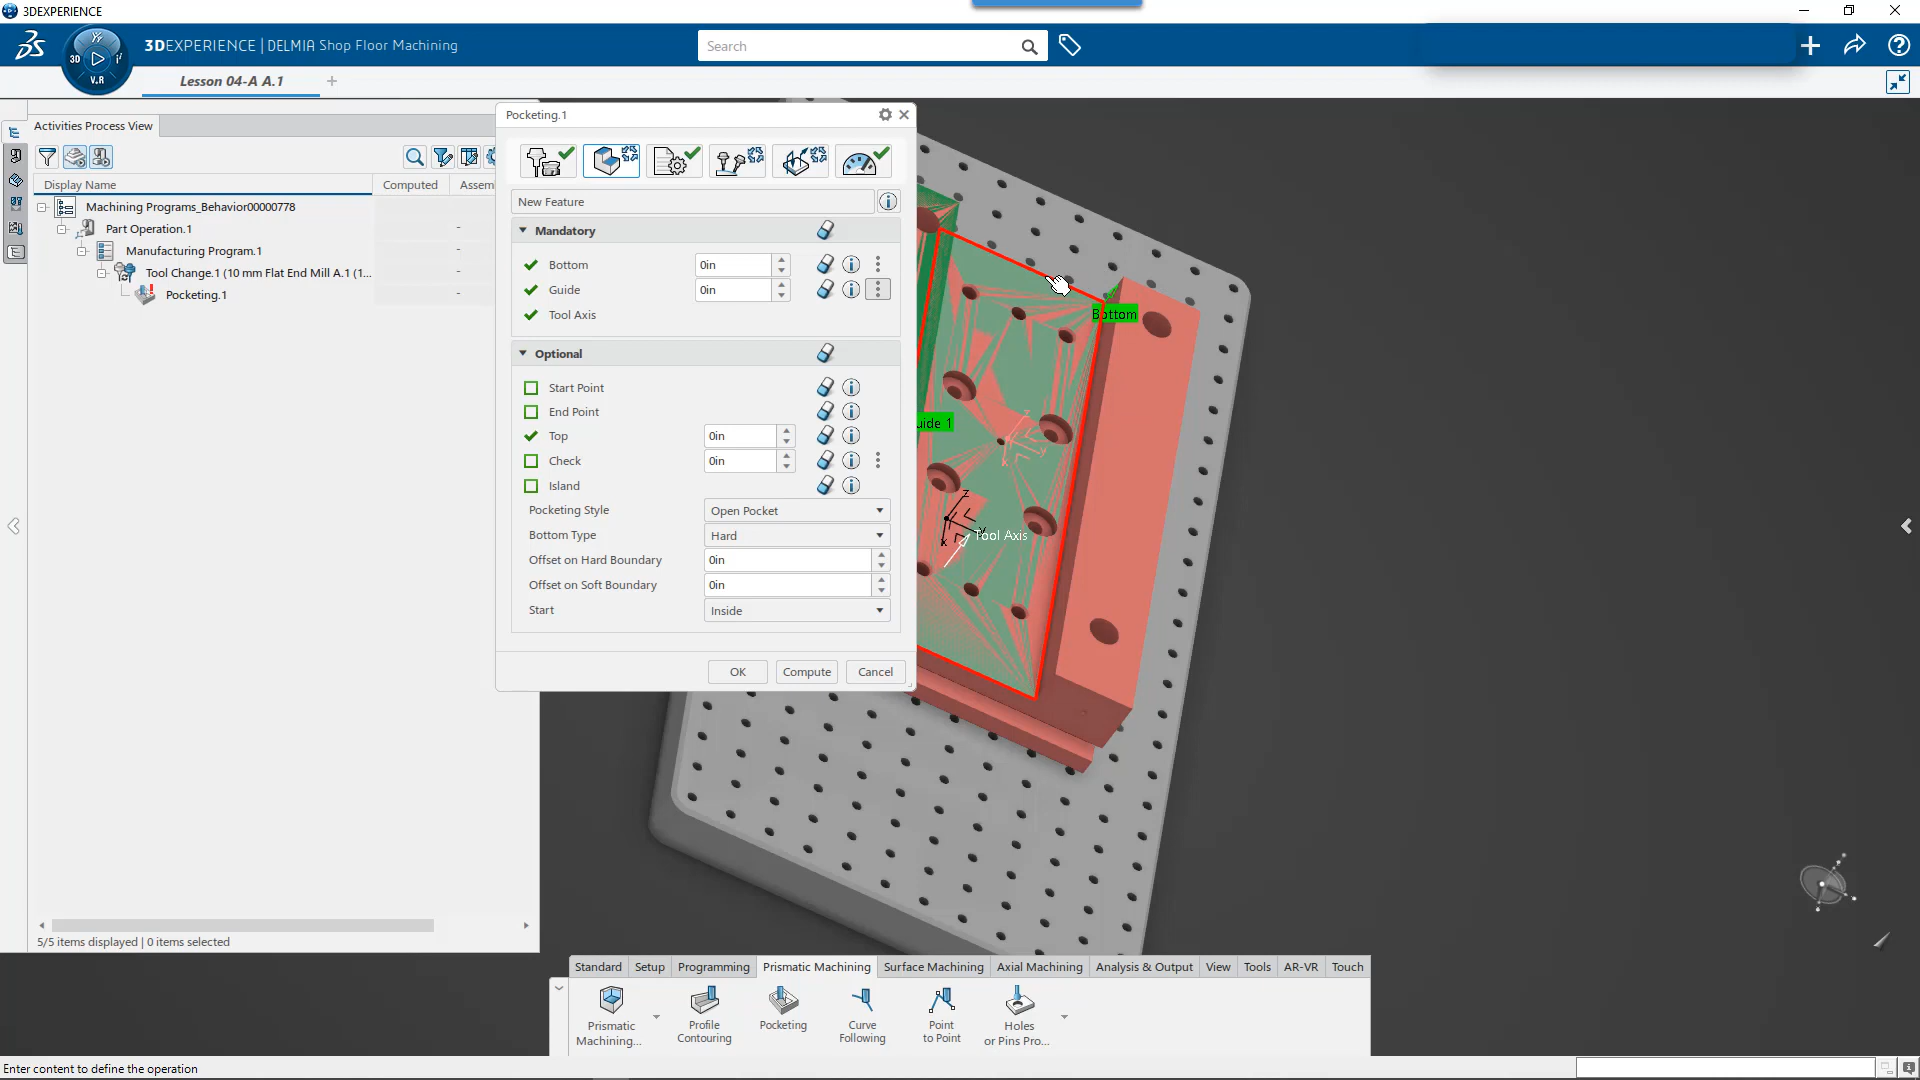 3DEXPERIENCE
3DEXPERIENCE | DELMIA Shop Floor Machining
Search
3D
V.R
Lesson 04-A A.1
Activities Process View
Display Name
Computed
Assem
Machining Programs_Behavior00000778
Part Operation.1
Manufacturing Program.1
Tool Change.1 (10 mm Flat End Mill A.1 (1...
Pocketing.1
5/5 items displayed | 0 items selected
Pocketing.1
New Feature
Mandatory
Bottom
0in
Guide
0in
Tool Axis
Optional
Start Point
End Point
Top
0in
Check
0in
Island
Pocketing Style
Open Pocket
Bottom Type
Hard
Offset on Hard Boundary
0in
Offset on Soft Boundary
0in
Start
Inside
OK
Compute
Cancel
Bottom
uide 1
Tool Axis
z
x
y
z
x
y
Standard
Setup
Programming
Prismatic Machining
Surface Machining
Axial Machining
Analysis & Output
View
Tools
AR-VR
Touch
Prismatic
Machining...
Profile
Contouring
Pocketing
Curve
Following
Point
to Point
Holes
or Pins Pro...
Enter content to define the operation